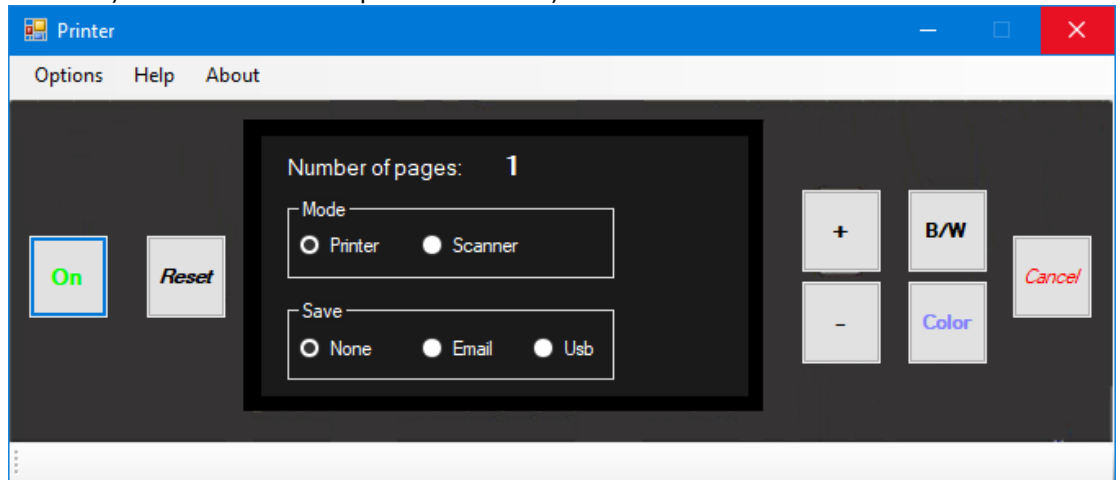 Printer
Options Help About
Number of pages: 1
Mode
Printer Scanner
Save
None Email Usb
On
Reset
+
B/W
-
Color
Cancel